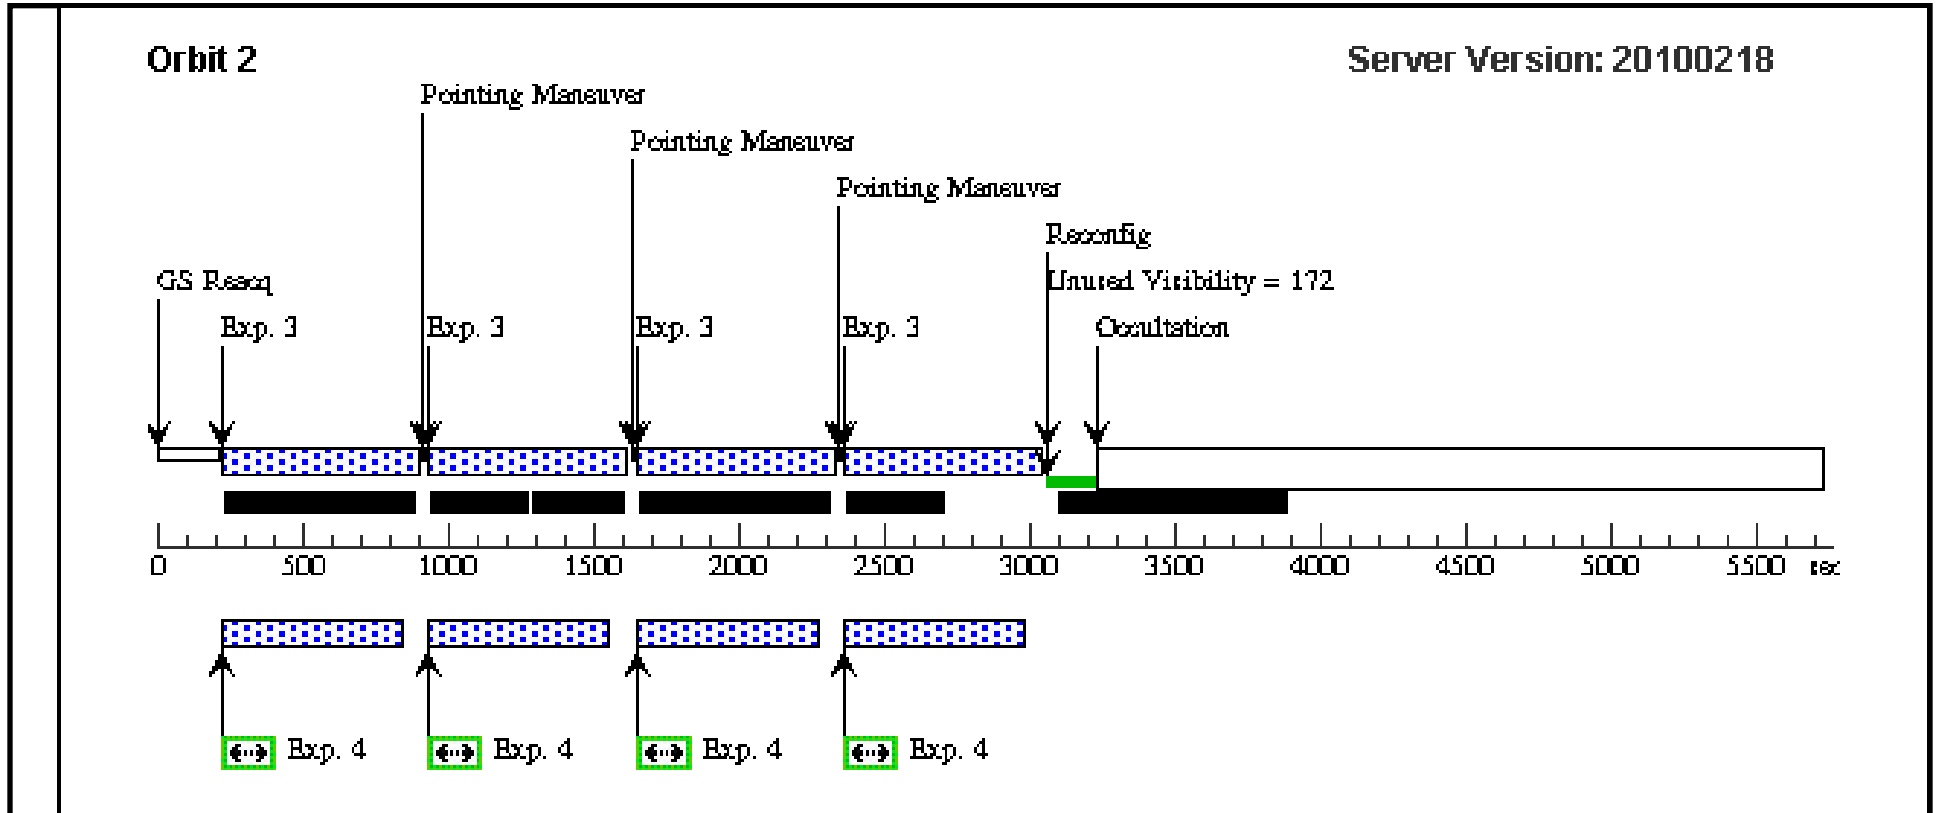 Orbit 2
Server Version: 20100218
Pointing Maneuver
Pointing Maneuver
Pointing Maneuver
Reconfig
GS Reacq
Unused Visibility = 172
Exp. 3
Exp. 3
Exp. 3
Exp. 3
Occultation
0
500
1000
1500
2000
2500
3000
3500
4000
4500
5000
5500
sec
Exp. 4
Exp. 4
Exp. 4
Exp. 4